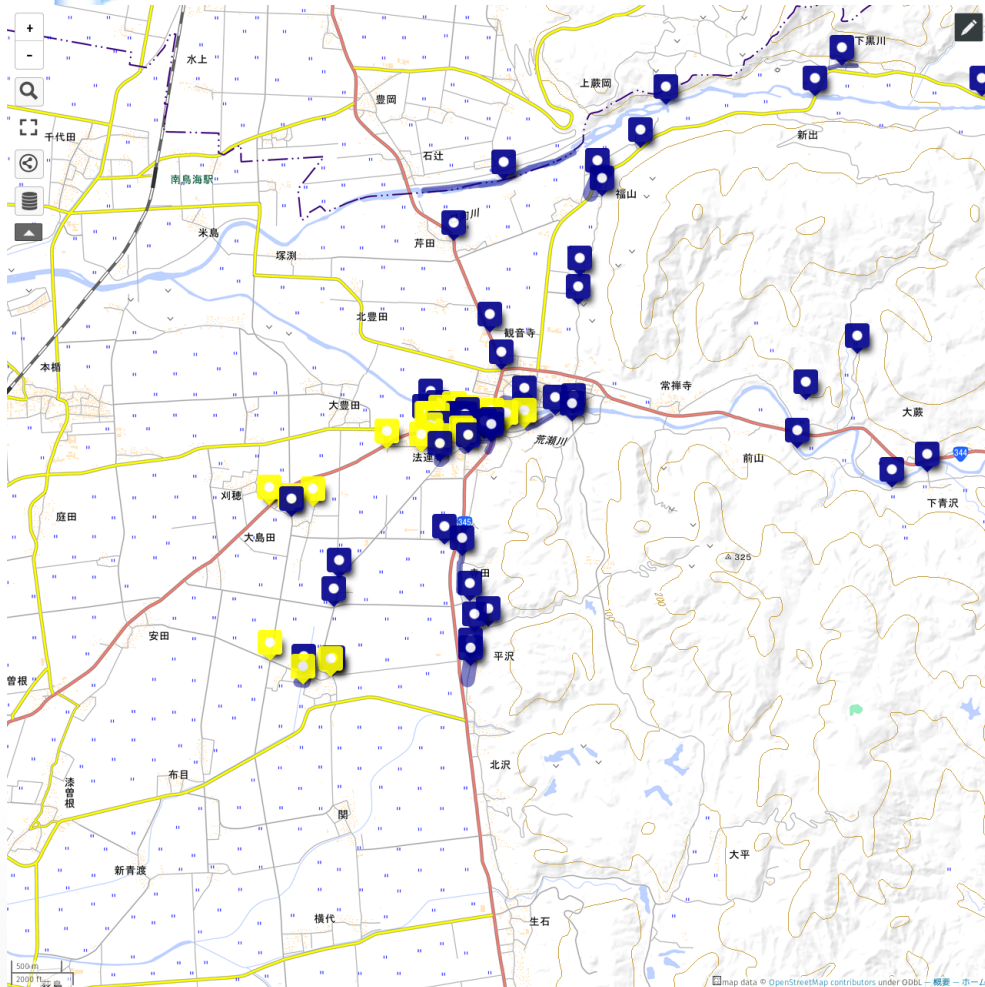 +
下黒川
水上
-
上蕨岡
豊岡
千代田
新出
石辻
南鳥海駅
福山
川
米島
芹田
塚渕
北豊田
観音寺
本楯
常禅寺
大豊田
大蕨
荒瀬川
344
前山
法連
刈穂
下青沢
庭田
345
大島田
325
田
200
100
安田
平沢
曽根
北沢
布目
漆曽根
関
大平
新青渡
横代
生石
500 m
2000 ft
map data © OpenStreetMap contributors under ODbL — 概要 — ホーム